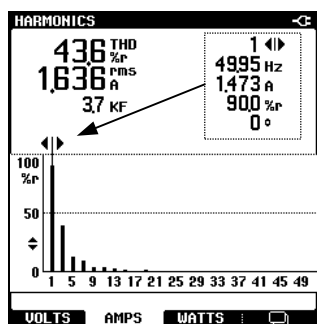 HARMONICS
43.6 THD %r
1,636 rms A
3.7 KF
1
49.95 Hz
1.473 A
90.0 %r
0 °
100
%r
50
0
1 5 9 13 17 21 25 29 33 37 41 45 49
VOLTS AMPS WATTS